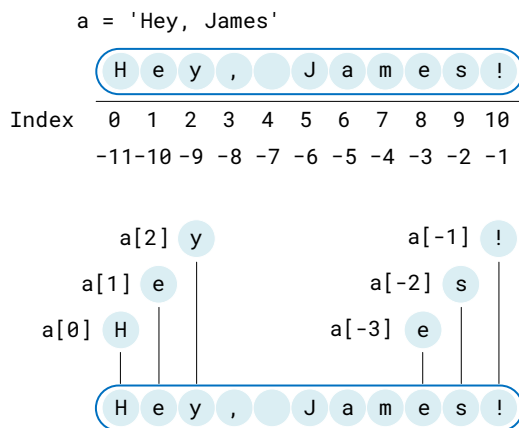 a = 'Hey, James'
H e y , J a m e s !
Index 0 1 2 3 4 5 6 7 8 9 10
-11 -10 -9 -8 -7 -6 -5 -4 -3 -2 -1
a[2] y a[-1] !
a[1] e a[-2] s
a[0] H a[-3] e
H e y , J a m e s !